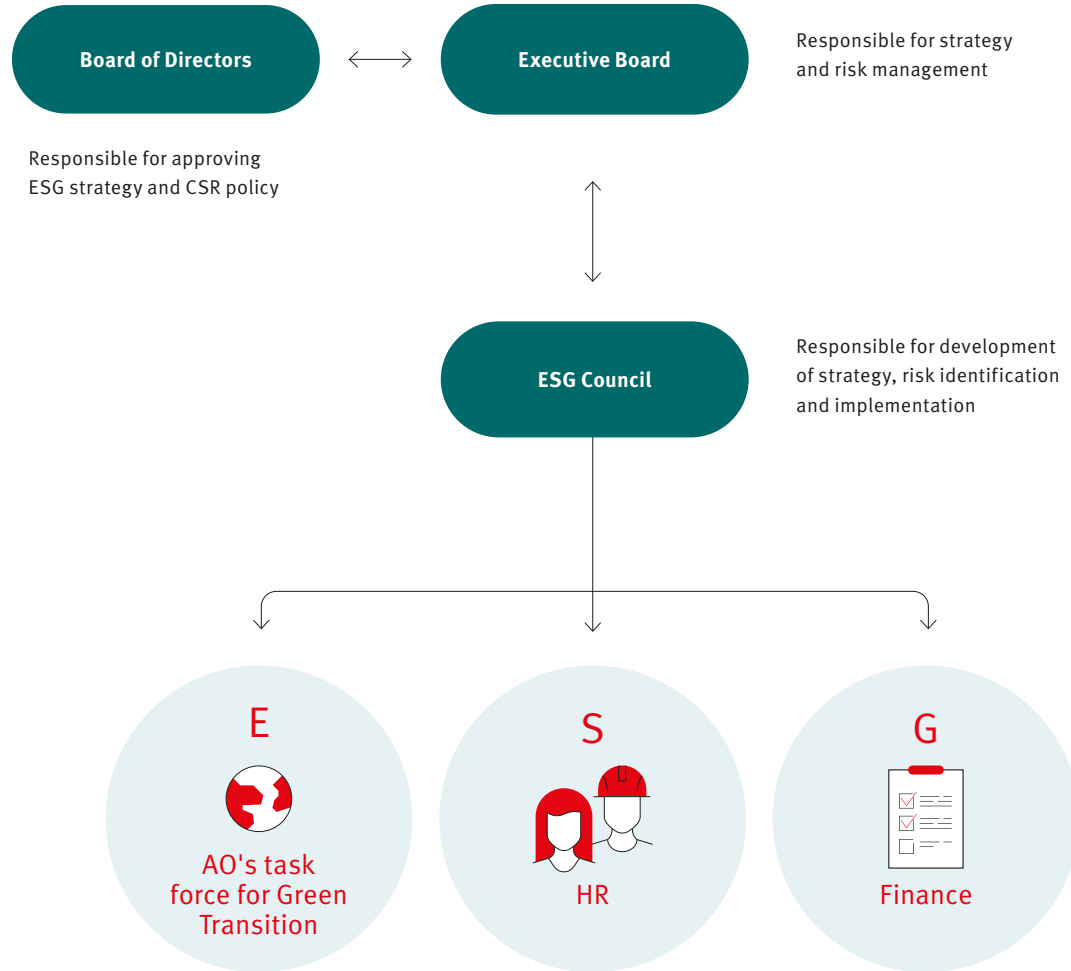 Board of Directors
Executive Board
Responsible for strategy
and risk management
Responsible for approving
ESG strategy and CSR policy
ESG Council
Responsible for development
of strategy, risk identification
and implementation
E
AO's task
force for Green
Transition
S
HR
G
Finance